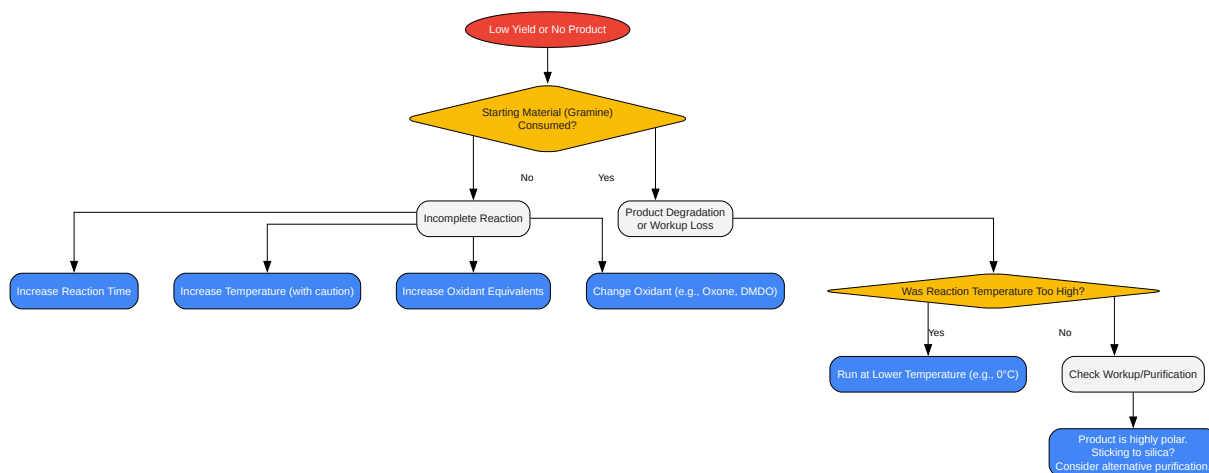 Low Yield or No Product
Starting Material (Gramine)
Consumed?
No
Yes
Incomplete Reaction
Product Degradation
or Workup Loss
Increase Reaction Time
Increase Temperature (with caution)
Increase Oxidant Equivalents
Change Oxidant (e.g., Oxone, DMDO)
Was Reaction Temperature Too High?
Yes
No
Run at Lower Temperature (e.g., 0°C)
Check Workup/Purification
Product is highly polar.
Sticking to silica?
Consider alternative purification